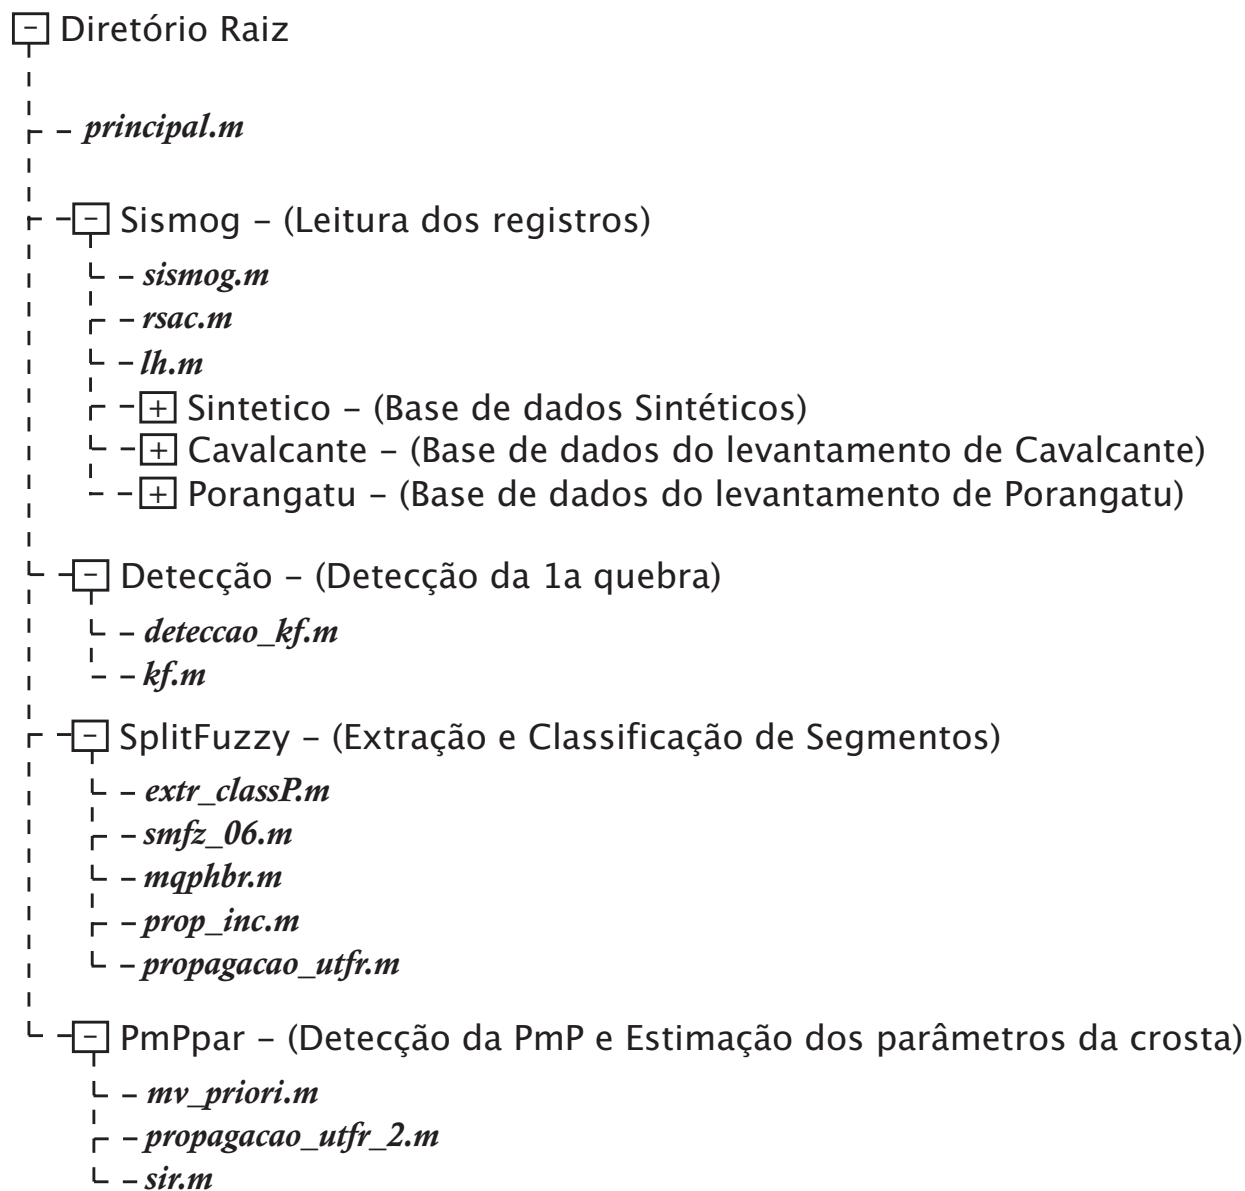 Diretório Raiz
principal.m
Sismog – (Leitura dos registros)
sismog.m
rsac.m
lh.m
Sintetico – (Base de dados Sintéticos)
Cavalcante – (Base de dados do levantamento de Cavalcante)
Porangatu – (Base de dados do levantamento de Porangatu)
Detecção – (Detecção da 1a quebra)
deteccao_kf.m
kf.m
SplitFuzzy – (Extração e Classificação de Segmentos)
extr_classP.m
smfz_06.m
mqphbr.m
prop_inc.m
propagacao_utfr.m
PmPpar – (Detecção da PmP e Estimação dos parâmetros da crosta)
mv_priori.m
propagacao_utfr_2.m
sir.m